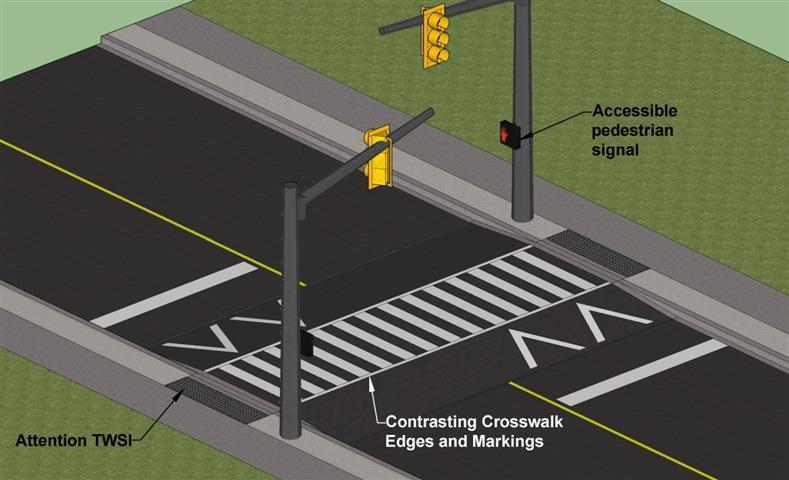 Accessible
pedestrian
signal
Attention TWSI
Contrasting Crosswalk
Edges and Markings